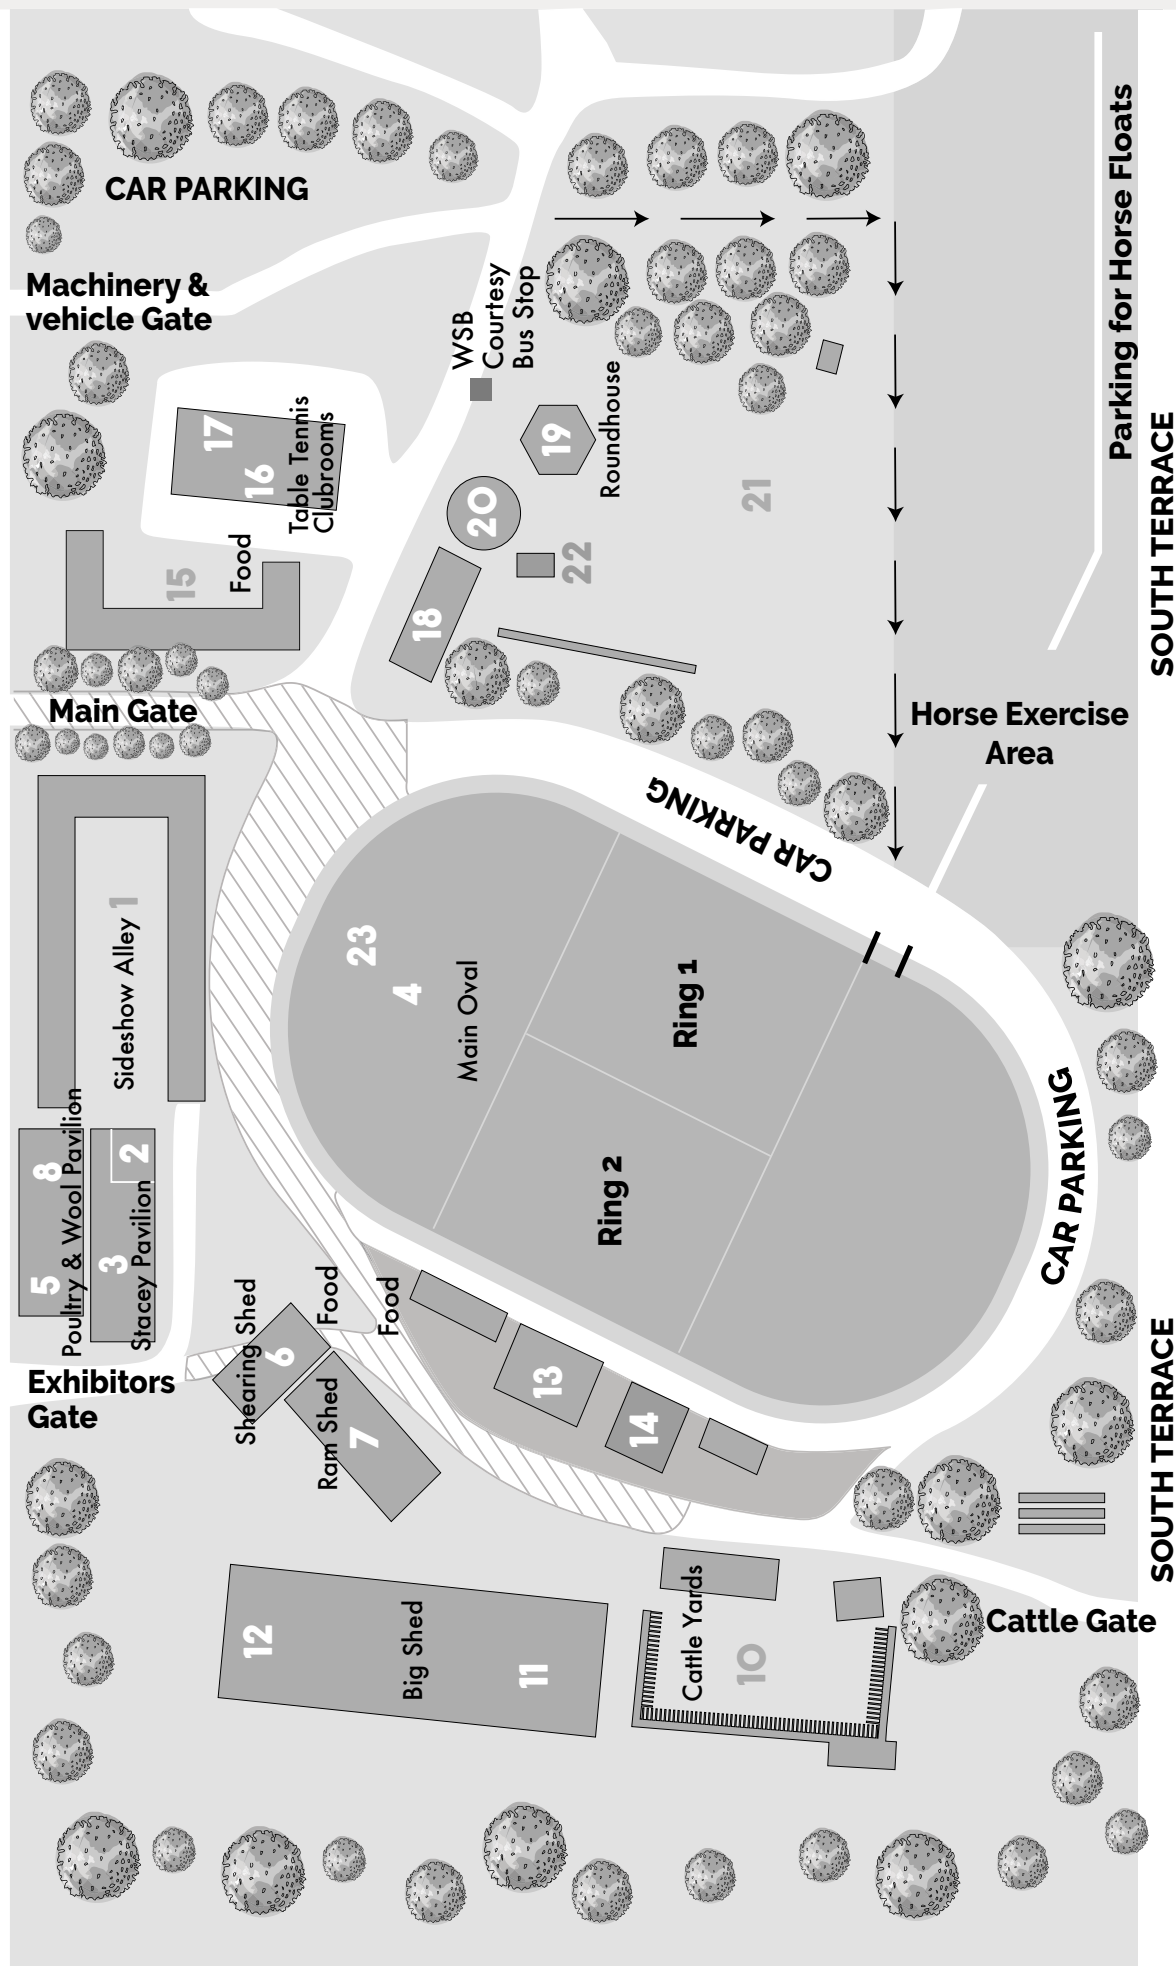 CAR PARKING
Machinery &
vehicle Gate
WSB
Courtesy
Bus Stop
Parking for Horse Floats
SOUTH TERRACE
17
16
Table Tennis
Clubrooms
19
Roundhouse
20
21
22
15
Food
18
Main Gate
Horse Exercise
Area
CAR PARKING
Sideshow Alley 1
23
4
Main Oval
Ring 1
Ring 2
CAR PARKING
8
5
Poultry & Wool Pavilion
2
3
Stacey Pavilion
Exhibitors
Gate
Shearing Shed
6
Food
Food
Ram Shed
7
13
14
SOUTH TERRACE
Cattle Gate
12
Big Shed
11
Cattle Yards
10